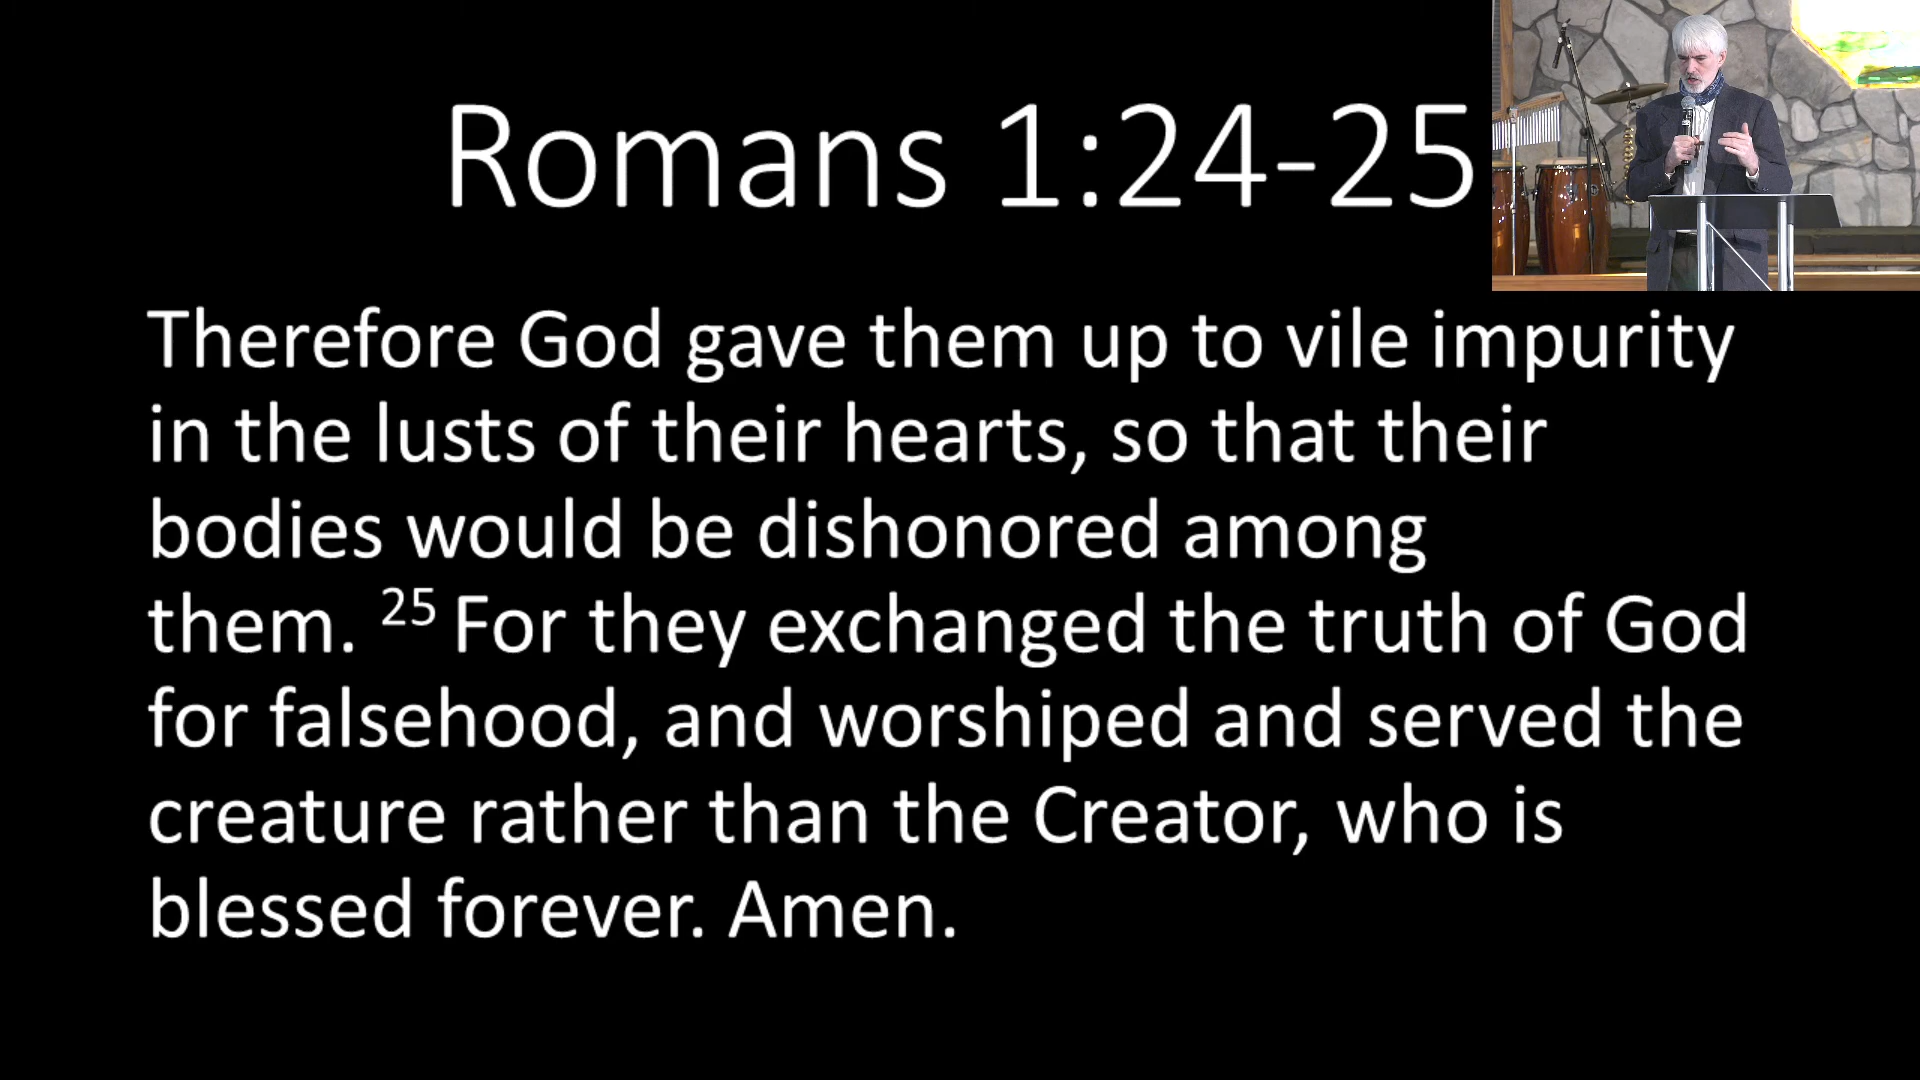 Romans 1:24-25
Therefore God gave them up to vile impurity
in the lusts of their hearts, so that their
bodies would be dishonored among
them. 25 For they exchanged the truth of God
for falsehood, and worshiped and served the
creature rather than the Creator, who is
blessed forever. Amen.